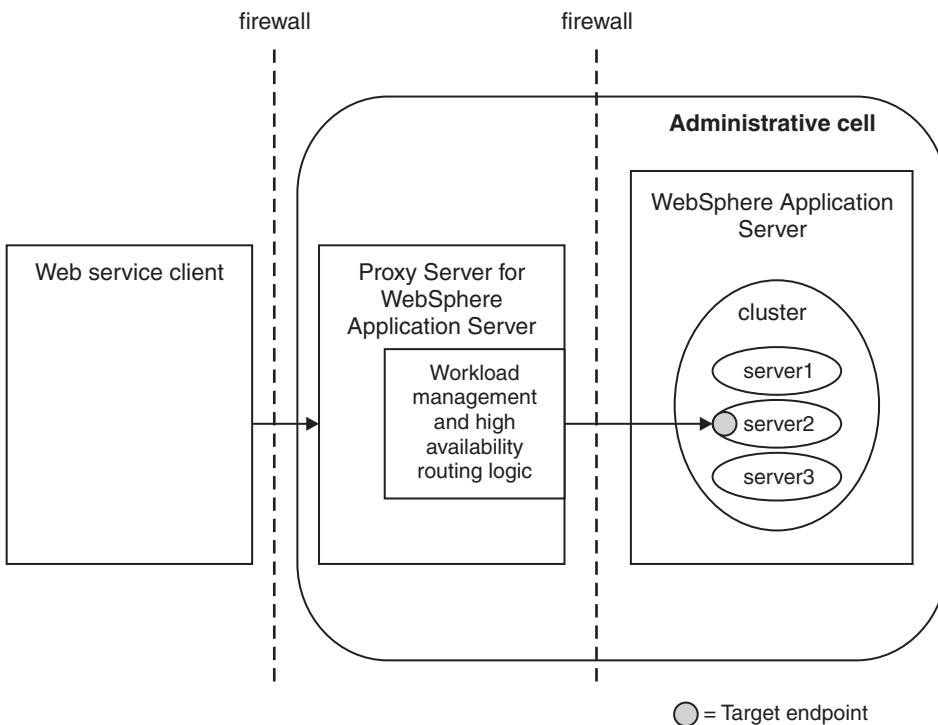 firewall
firewall
Administrative cell
WebSphere Application
Server
Web service client
Proxy Server for
WebSphere
Application Server
cluster
Workload
management
and high
availability
routing logic
server1
server2
server3
= Target endpoint